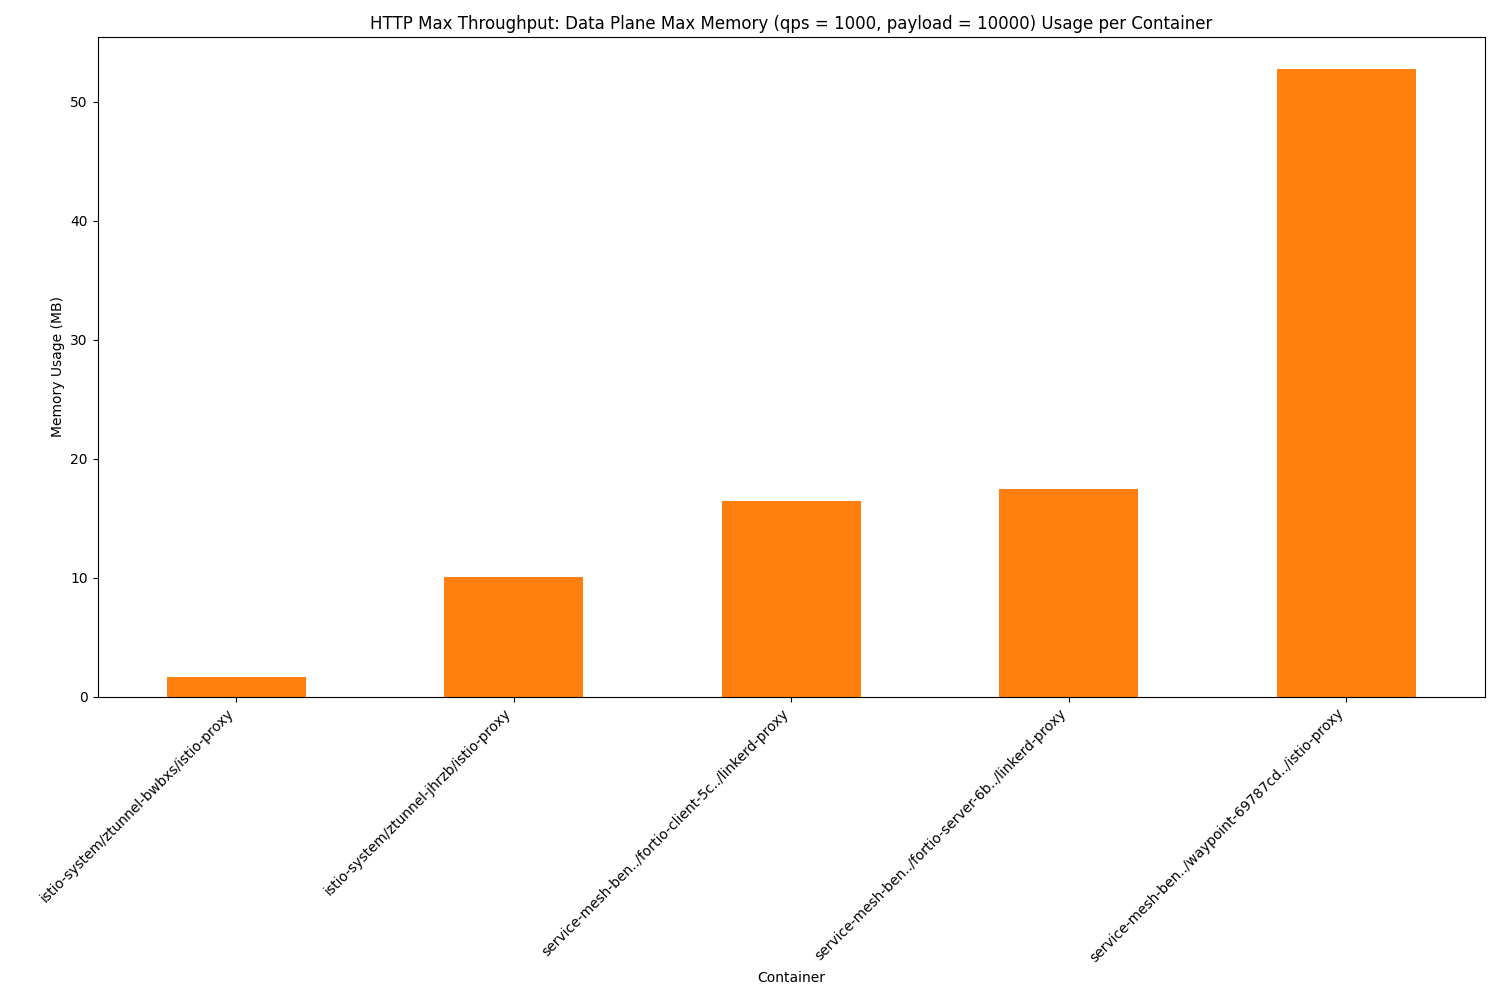 HTTP Max Throughput: Data Plane Max Memory (qps = 1000, payload = 10000) Usage per Container
Memory Usage (MB)
50
40
30
20
10
0
istio-system/ztunnel-bwbxs/istio-proxy
istio-system/ztunnel-jhrzb/istio-proxy
service-mesh-ben../fortio-client-5c../linkerd-proxy
service-mesh-ben../fortio-server-6b../linkerd-proxy
service-mesh-ben../waypoint-69787cd../istio-proxy
Container